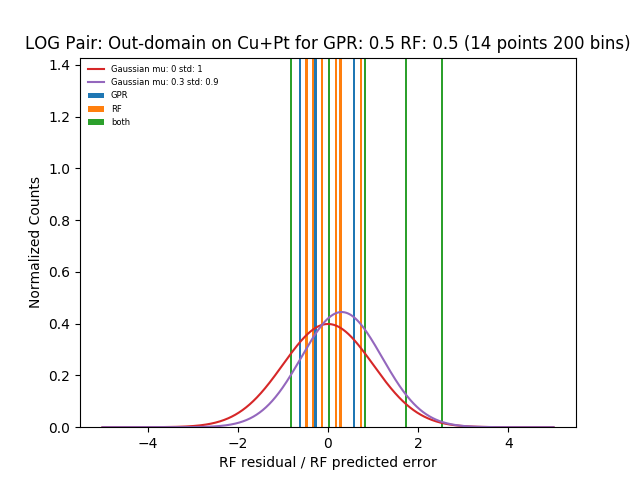 LOG Pair: Out-domain on Cu+Pt for GPR: 0.5 RF: 0.5 (14 points 200 bins)
Gaussian mu: 0 std: 1
Gaussian mu: 0.3 std: 0.9
GPR
RF
both
Normalized Counts
1.4
1.2
1.0
0.8
0.6
0.4
0.2
0.0
−4 −2 0 2 4
RF residual / RF predicted error